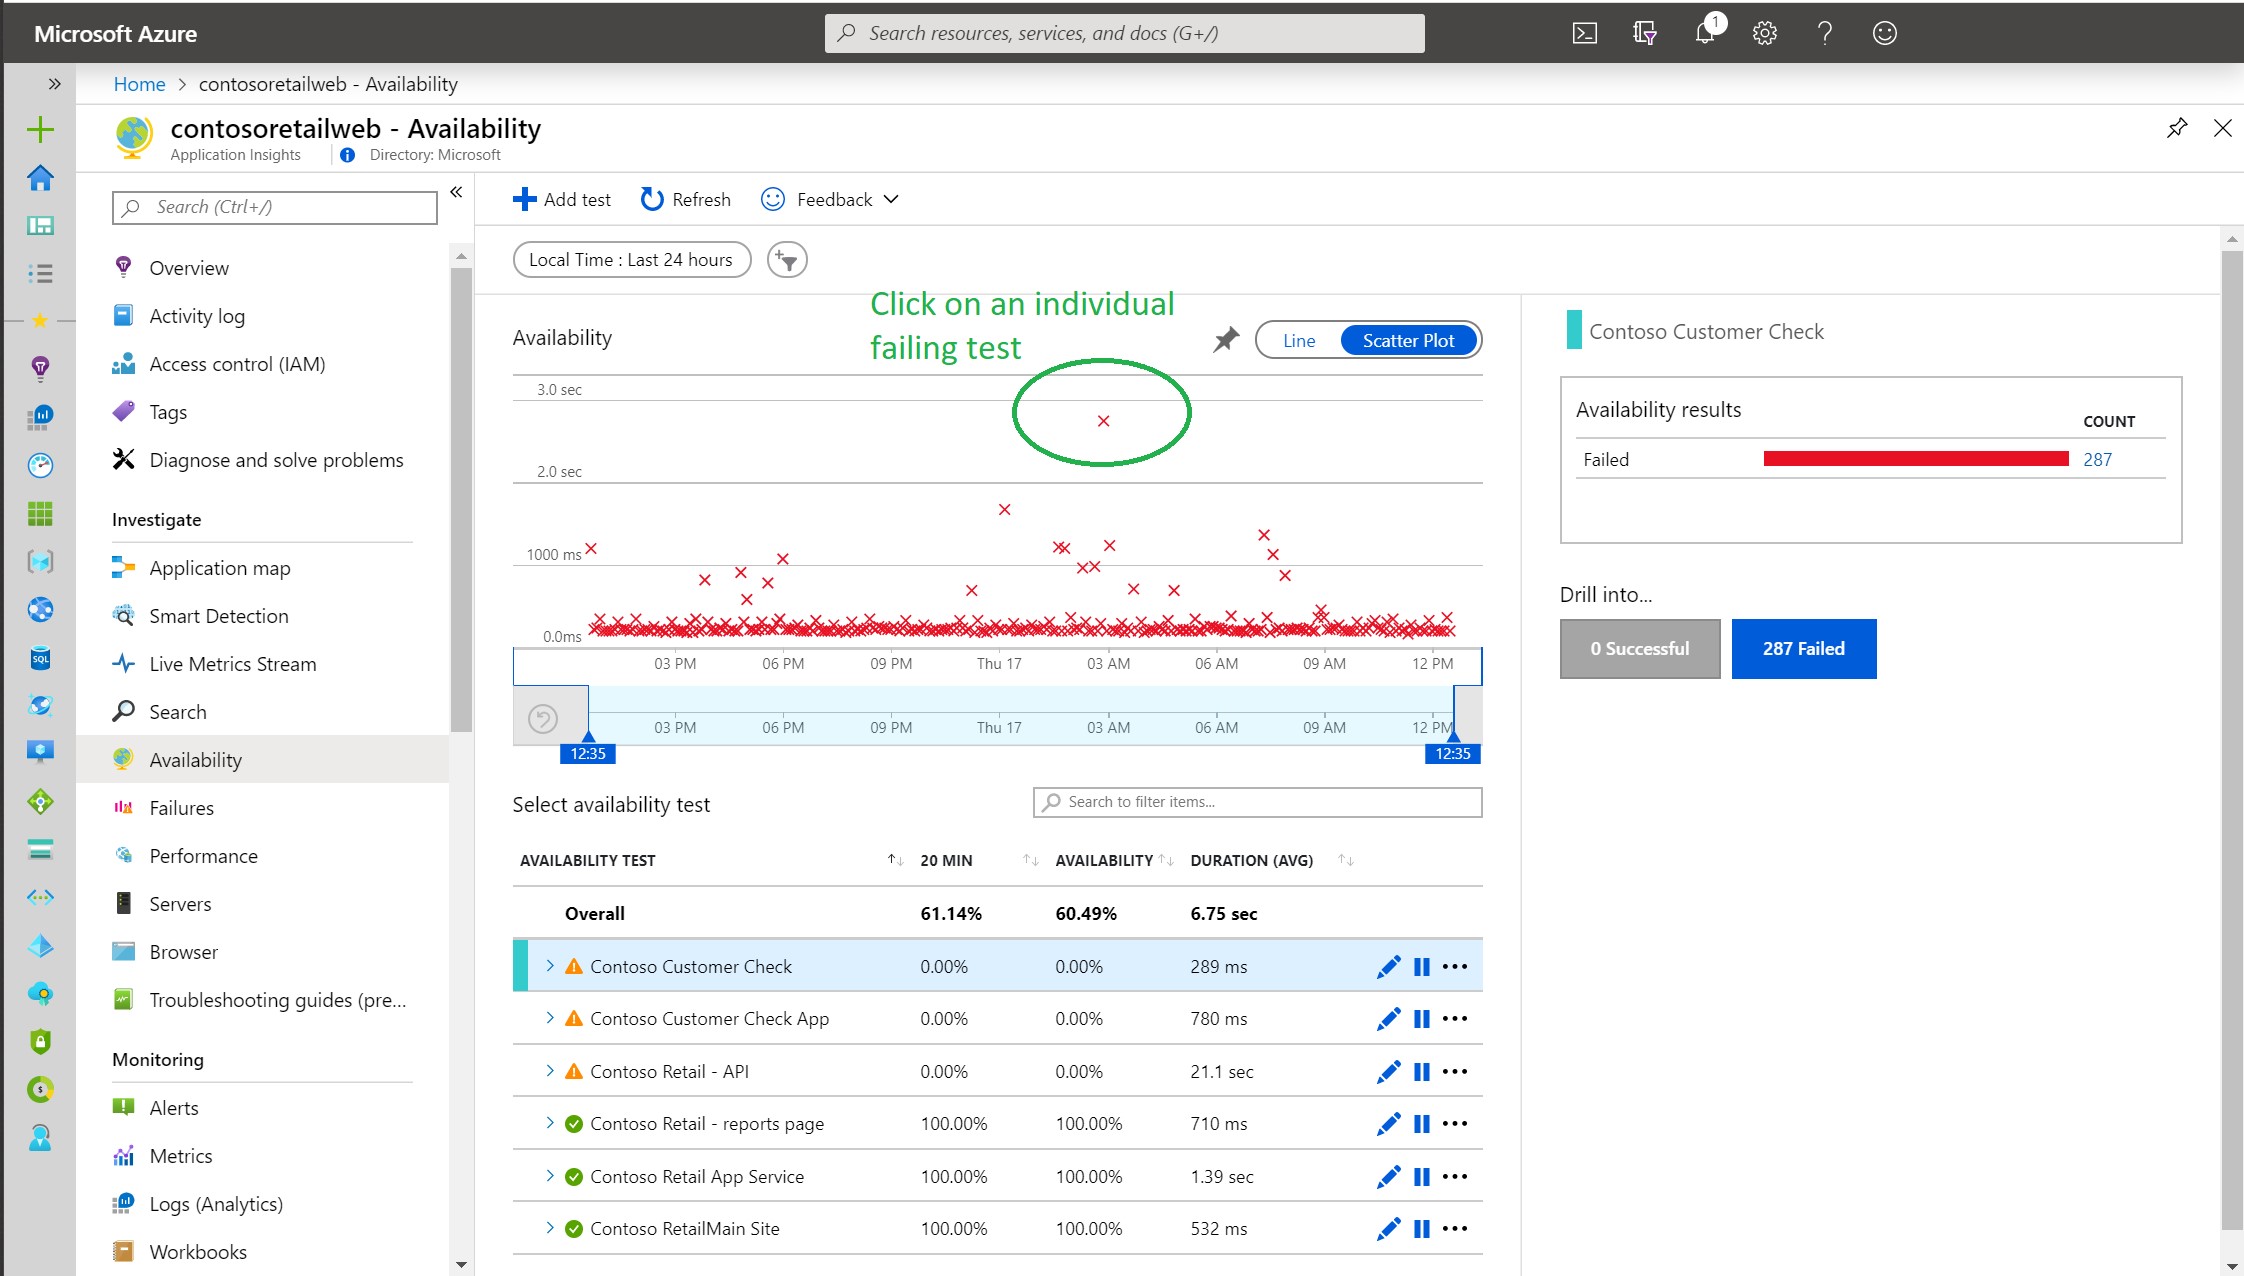 Microsoft Azure
Search resources, services, and docs (G+/)
1
Home > contosoretailweb - Availability
contosoretailweb - Availability
Application Insights
Directory: Microsoft
Search (Ctrl+/)
Overview
Activity log
Access control (IAM)
Tags
Diagnose and solve problems
Investigate
Application map
Smart Detection
Live Metrics Stream
Search
Availability
Failures
Performance
Servers
Browser
Troubleshooting guides (pre...
Monitoring
Alerts
Metrics
Logs (Analytics)
Workbooks
SQL
Add test
Refresh
Feedback
Local Time : Last 24 hours
Click on an individual
failing test
Availability
Line
Scatter Plot
3.0 sec
2.0 sec
1000 ms
0.0ms
03 PM 06 PM 09 PM Thu 17 03 AM 06 AM 09 AM 12 PM
03 PM 06 PM 09 PM Thu 17 03 AM 06 AM 09 AM 12 PM
12:35 12:35
Select availability test
Search to filter items...
AVAILABILITY TEST 20 MIN AVAILABILITY DURATION (AVG)
Overall 61.14% 60.49% 6.75 sec
Contoso Customer Check 0.00% 0.00% 289 ms
Contoso Customer Check App 0.00% 0.00% 780 ms
Contoso Retail - API 0.00% 0.00% 21.1 sec
Contoso Retail - reports page 100.00% 100.00% 710 ms
Contoso Retail App Service 100.00% 100.00% 1.39 sec
Contoso RetailMain Site 100.00% 100.00% 532 ms
Contoso Customer Check
Availability results
COUNT
Failed 287
Drill into...
0 Successful
287 Failed